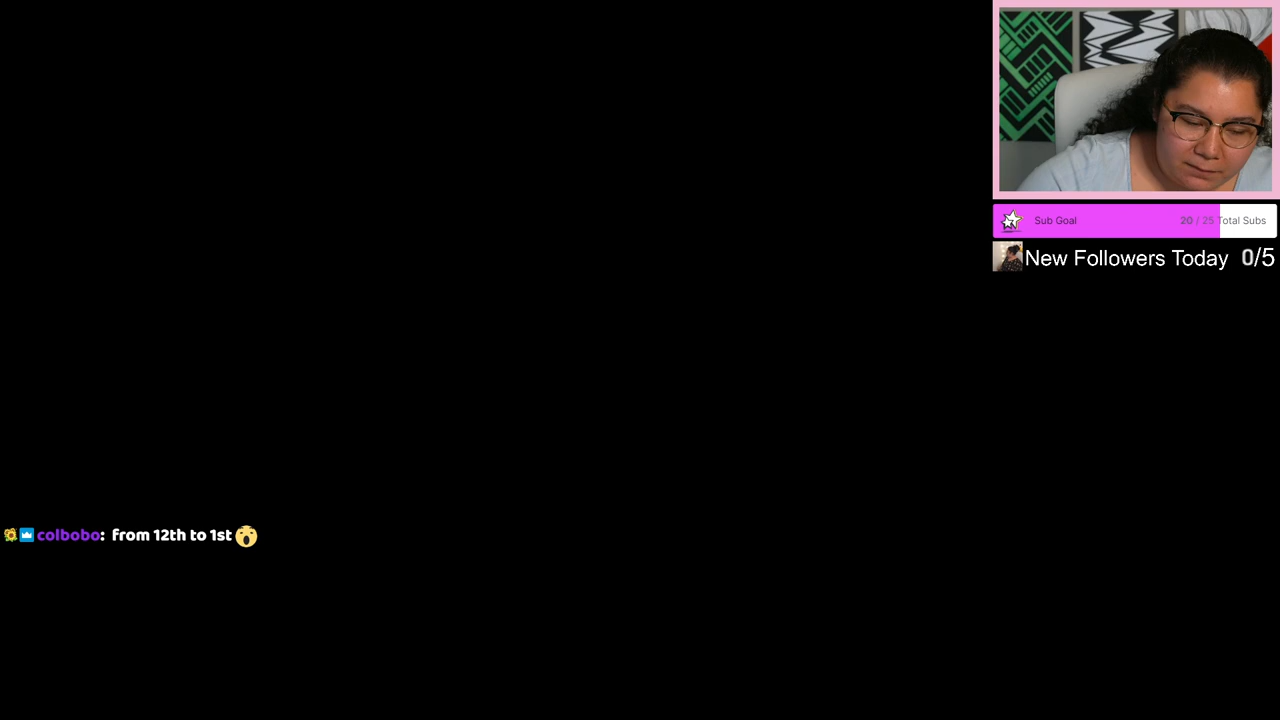 Sub Goal 20 / 25 Total Subs
New Followers Today 0/5
colbobo: from 12th to 1st